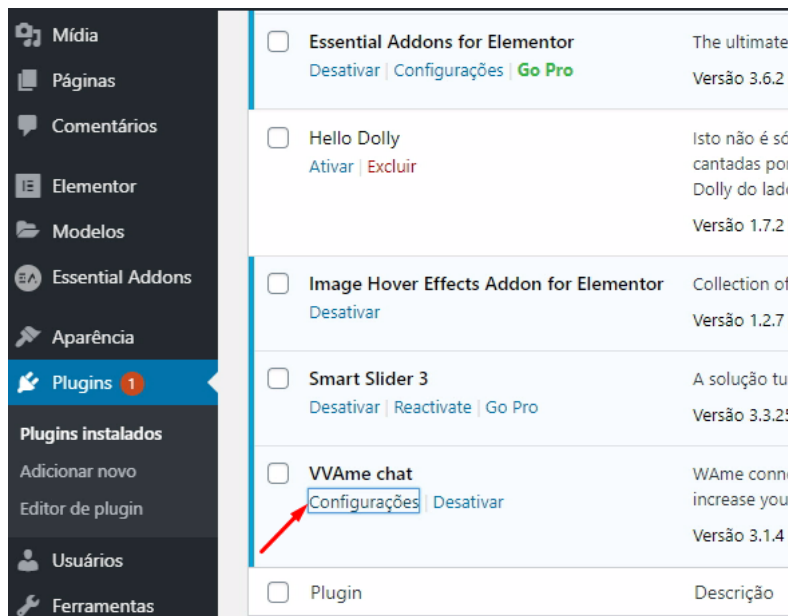 Mídia
Páginas
Comentários
Elementor
Modelos
Essential Addons
Aparência
Plugins 1
Plugins instalados
Adicionar novo
Editor de plugin
Usuários
Ferramentas
Essential Addons for Elementor
Desativar | Configurações | Go Pro
The ultimate
Versão 3.6.2
Hello Dolly
Ativar | Excluir
Isto não é só
cantadas por
Dolly do lado
Versão 1.7.2
Image Hover Effects Addon for Elementor
Desativar
Collection of
Versão 1.2.7
Smart Slider 3
Desativar | Reactivate | Go Pro
A solução tu
Versão 3.3.25
VVAme chat
Configurações | Desativar
WAme conne
increase you
Versão 3.1.4
Plugin
Descrição